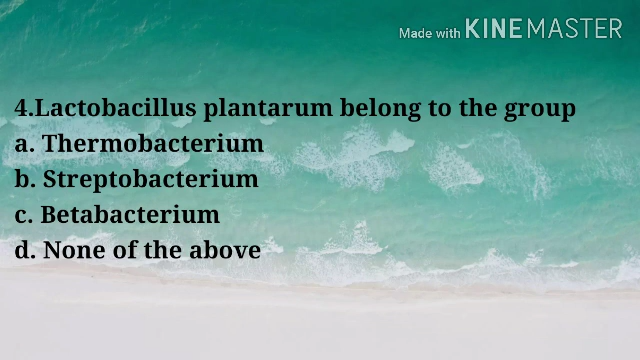 Made with KINEMASTER
4.Lactobacillus plantarum belong to the group
a. Thermobacterium
b. Streptobacterium
c. Betabacterium
d. None of the above